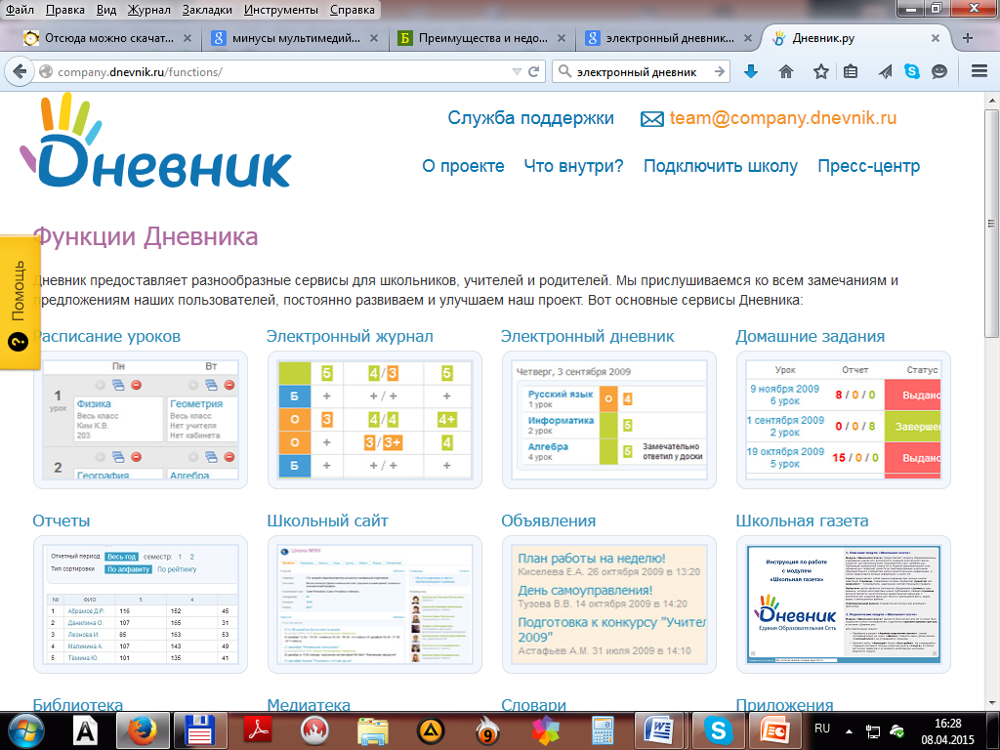 Файл Правка Вид Журнал Закладки Инструменты Справка
Отсюда можно скачат...
минусы мультимедий...
Преимущества и недо...
электронный дневник...
Дневник.ру
company.dnevnik.ru/functions/
электронный дневник
Дневник
Служба поддержки
team@company.dnevnik.ru
О проекте Что внутри? Подключить школу Пресс-центр
Помощь
Функции Дневника
Дневник предоставляет разнообразные сервисы для школьников, учителей и родителей. Мы прислушиваемся ко всем замечаниям и
предложениям наших пользователей, постоянно развиваем и улучшаем наш проект. Вот основные сервисы Дневника:
Расписание уроков
Пн Вт
1
урок
Физика
Весь класс
Ким К.В.
203
Геометрия
Весь класс
Нет учителя
Нет кабинета
2
География
Алгебра
Электронный журнал
5 4/3 5
Б + +/+ +
О 3 4/4 4+
О + 3/3+ 4
Б + +/+ +
Электронный дневник
Четверг, 3 сентября 2009
Русский язык О 4
1 урок
Информатика 5
2 урок
Алгебра 5 Замечательно
4 урок ответил у доски
Домашние задания
Урок Отчет Статус
9 ноября 2009 8 / 0 / 0 Выдано
6 урок
1 сентября 2009 0 / 0 / 8 Завершен
2 урок
19 октября 2009 15 / 0 / 0 Выдано
5 урок
Отчеты
Отчетный период Весь год семестр: 1 2
Тип сортировки По алфавиту По рейтингу
№ ФИО 5 4
1 Абрамов Д.Р. 116 152 45
2 Данилина О. 107 165 31
3 Леонова И. 85 163 53
4 Малинина А. 107 143 49
5 Тёмина Ю. 101 135 41
Школьный сайт
Объявления
План работы на неделю!
Киселева Е.А. 26 октября в 13:20
День самоуправления!
Тузова В.В. 14 октября в 14:20
Подготовка к конкурсу "Учител
2009"
Астафьев А.М. 31 июля 2009 в 14:10
Школьная газета
Инструкция по работе
с модулем
«Школьная газета»
Дневник
Единая Образовательная Сеть
Библиотека
Медиатека
Словари
Приложения
RU
16:28
08.04.2015